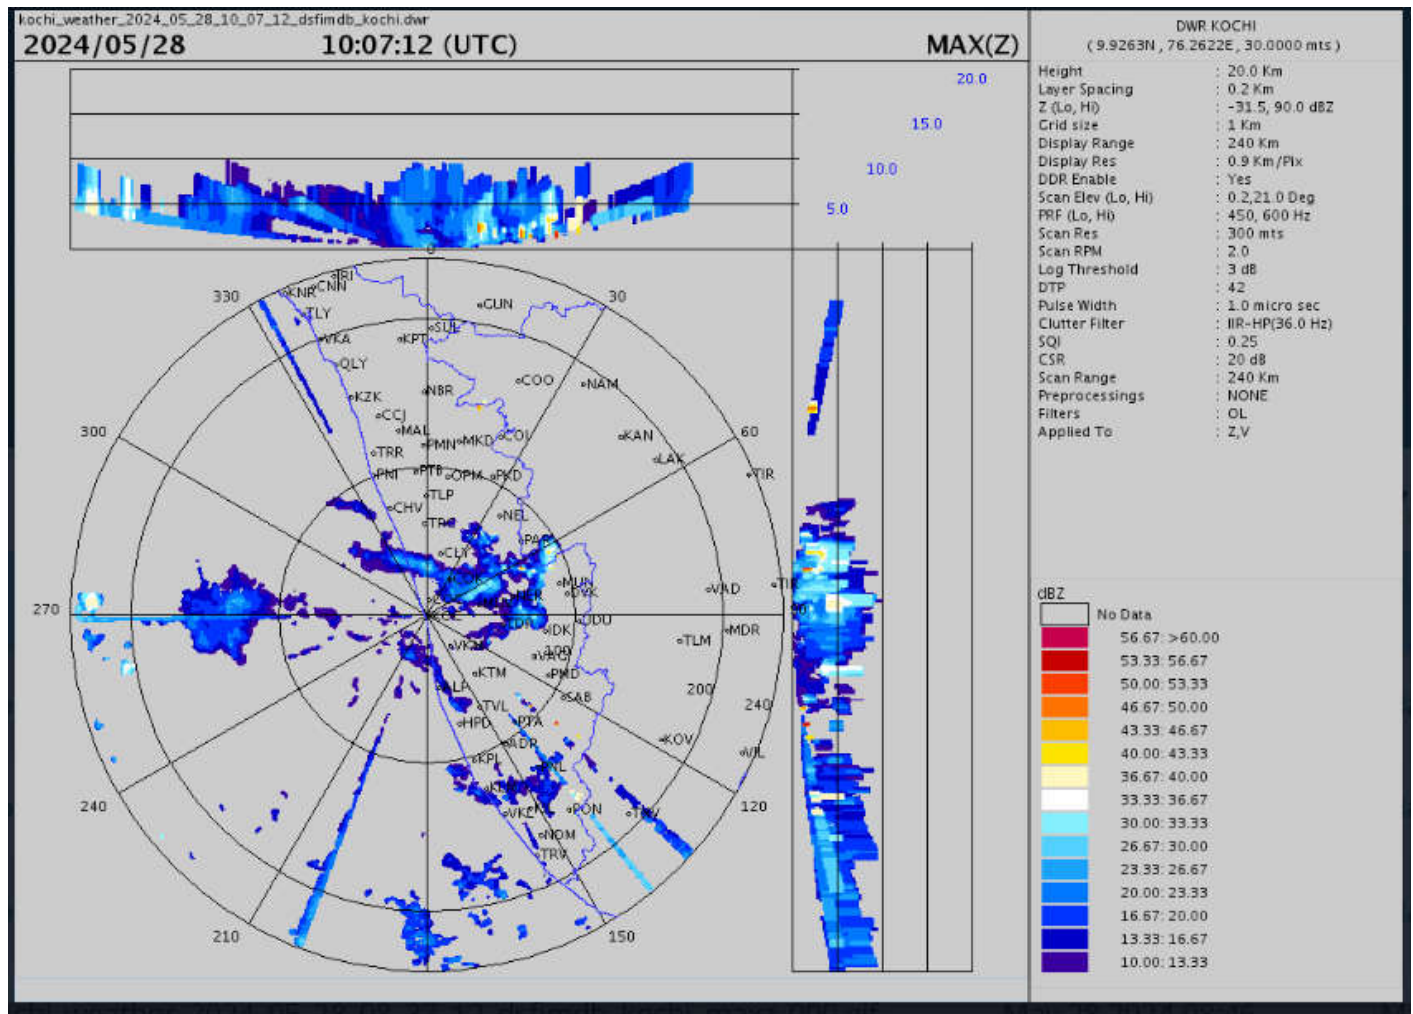 kochi_weather_2024_05_28_10_07_12_dsfimdb_kochi.dwr
2024/05/28 10:07:12 (UTC) MAX(Z)
20.0
15.0
10.0
5.0
0
330
30
300
60
270
90
240
120
210
150
100
200
240
IRI
CNN
KNR
TLY
GUN
SUL
VKA
KPT
QLY
COO
NAM
NBR
KZK
CCJ
MAL
PMN
MKD
COI
KAN
TRR
LAK
TIR
PNI
PTB
OPM
PKD
TLP
CHV
NEL
TRC
CLY
MUN
DVK
VAD
TIR
NER
UDU
IDK
MDR
TLM
VAG
KTM
PMD
ALP
SAB
TVL
HPD
PTA
ADR
KOV
VIL
KPL
PON
VKL
NDM
TRV
DWR KOCHI
(9.9263N, 76.2622E, 30.0000 mts)
Height : 20.0 Km
Layer Spacing : 0.2 Km
Z (Lo, Hi) : -31.5, 90.0 dBZ
Grid size : 1 Km
Display Range : 240 Km
Display Res : 0.9 Km/Pix
DDR Enable : Yes
Scan Elev (Lo, Hi) : 0.2,21.0 Deg
PRF (Lo, Hi) : 450, 600 Hz
Scan Res : 300 mts
Scan RPM : 2.0
Log Threshold : 3 dB
DTP : 42
Pulse Width : 1.0 micro sec
Clutter Filter : IIR-HP(36.0 Hz)
SQI : 0.25
CSR : 20 dB
Scan Range : 240 Km
Preprocessings : NONE
Filters : OL
Applied To : Z,V
dBZ
No Data
56.67: >60.00
53.33: 56.67
50.00: 53.33
46.67: 50.00
43.33: 46.67
40.00: 43.33
36.67: 40.00
33.33: 36.67
30.00: 33.33
26.67: 30.00
23.33: 26.67
20.00: 23.33
16.67: 20.00
13.33: 16.67
10.00: 13.33